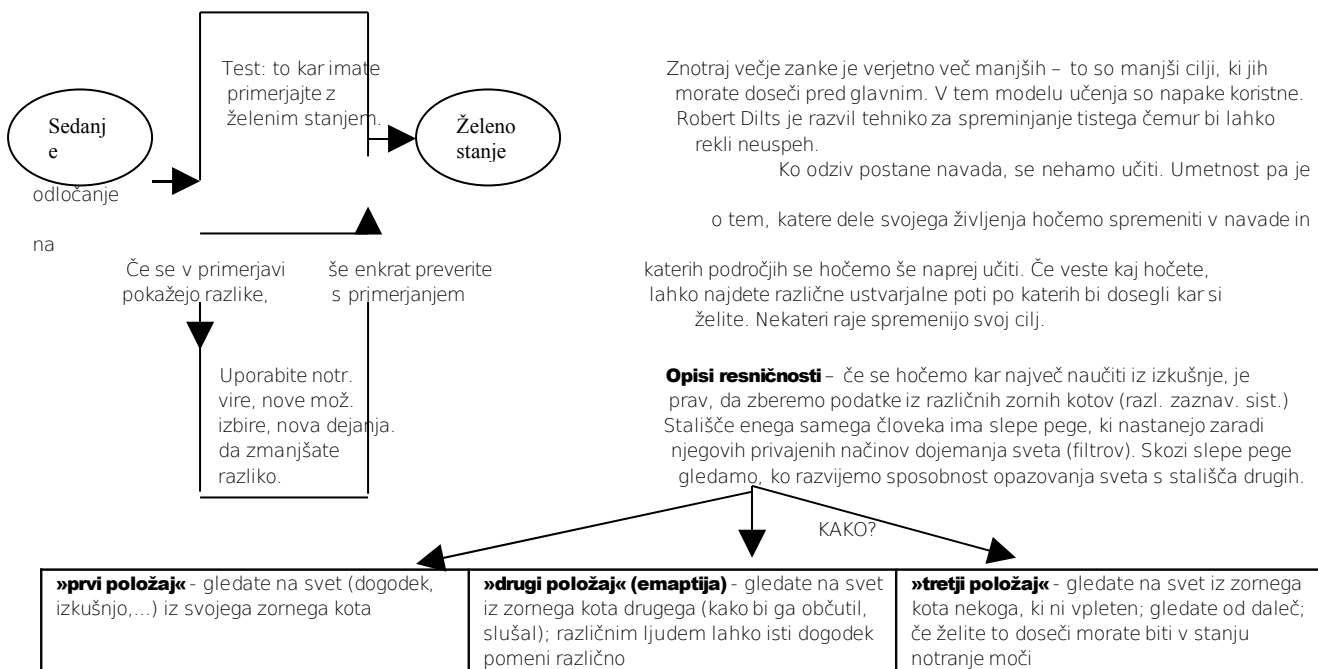 Test: to kar imate
primerjajte z
želenim stanjem.
Sedanj
e
Želeno
stanje
Znotraj večje zanke je verjetno več manjših – to so manjši cilji, ki jih
morate doseči pred glavnim. V tem modelu učenja so napake koristne.
Robert Dilts je razvil tehniko za spreminjanje tistega čemur bi lahko
rekli neuspeh.
Ko odziv postane navada, se nehamo učiti. Umetnost pa je
odločanje
o tem, katere dele svojega življenja hočemo spremeniti v navade in
na
katerih področjih se hočemo še naprej učiti. Če veste kaj hočete,
lahko najdete različne ustvarjalne poti po katerih bi dosegli kar si
želite. Nekateri raje spremenijo svoj cilj.
Če se v primerjavi
pokažejo razlike,
še enkrat preverite
s primerjanjem
Uporabite notr.
vire, nove mož.
izbire, nova dejanja.
da zmanjšate
razliko.
Opisi resničnosti – če se hočemo kar največ naučiti iz izkušnje, je
prav, da zberemo podatke iz različnih zornih kotov (razl. zaznav. sist.)
Stališče enega samega človeka ima slepe pege, ki nastanejo zaradi
njegovih privajenih načinov dojemanja sveta (filtrov). Skozi slepe pege
gledamo, ko razvijemo sposobnost opazovanja sveta s stališča drugih.
KAKO?
»prvi položaj« - gledate na svet (dogodek,
izkušnjo,…) iz svojega zornega kota
»drugi položaj« (emaptija) - gledate na svet
iz zornega kota drugega (kako bi ga občutil,
slušal); različnim ljudem lahko isti dogodek
pomeni različno
»tretji položaj« - gledate na svet iz zornega
kota nekoga, ki ni vpleten; gledate od daleč;
če želite to doseči morate biti v stanju
notranje moči